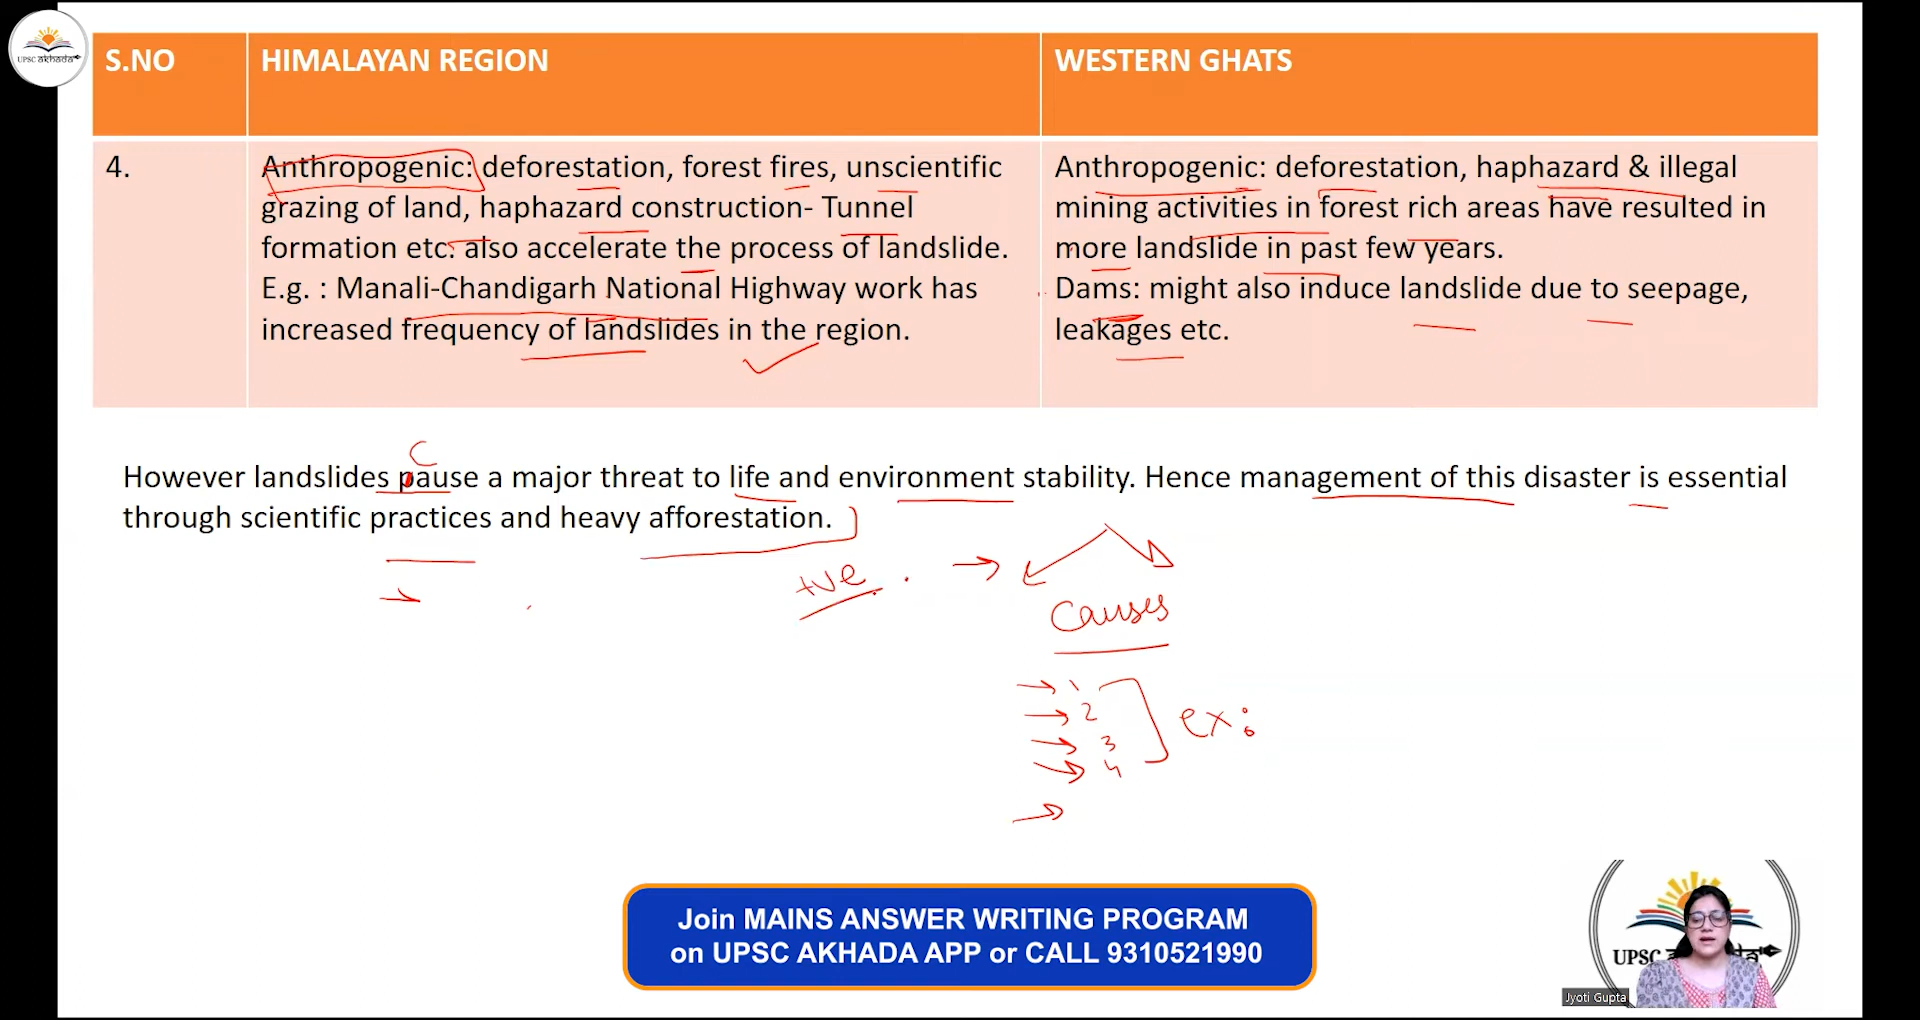 UPSC akhada
S.NO
HIMALAYAN REGION
WESTERN GHATS
4.
Anthropogenic: deforestation, forest fires, unscientific
grazing of land, haphazard construction- Tunnel
formation etc. also accelerate the process of landslide.
E.g. : Manali-Chandigarh National Highway work has
increased frequency of landslides in the region.
Anthropogenic: deforestation, haphazard & illegal
mining activities in forest rich areas have resulted in
more landslide in past few years.
Dams: might also induce landslide due to seepage,
leakages etc.
C
However landslides pause a major threat to life and environment stability. Hence management of this disaster is essential
through scientific practices and heavy afforestation.
+ve
Causes
1
2
3
4
ex:
Join MAINS ANSWER WRITING PROGRAM
on UPSC AKHADA APP or CALL 9310521990
UPSC
Jyoti Gupta